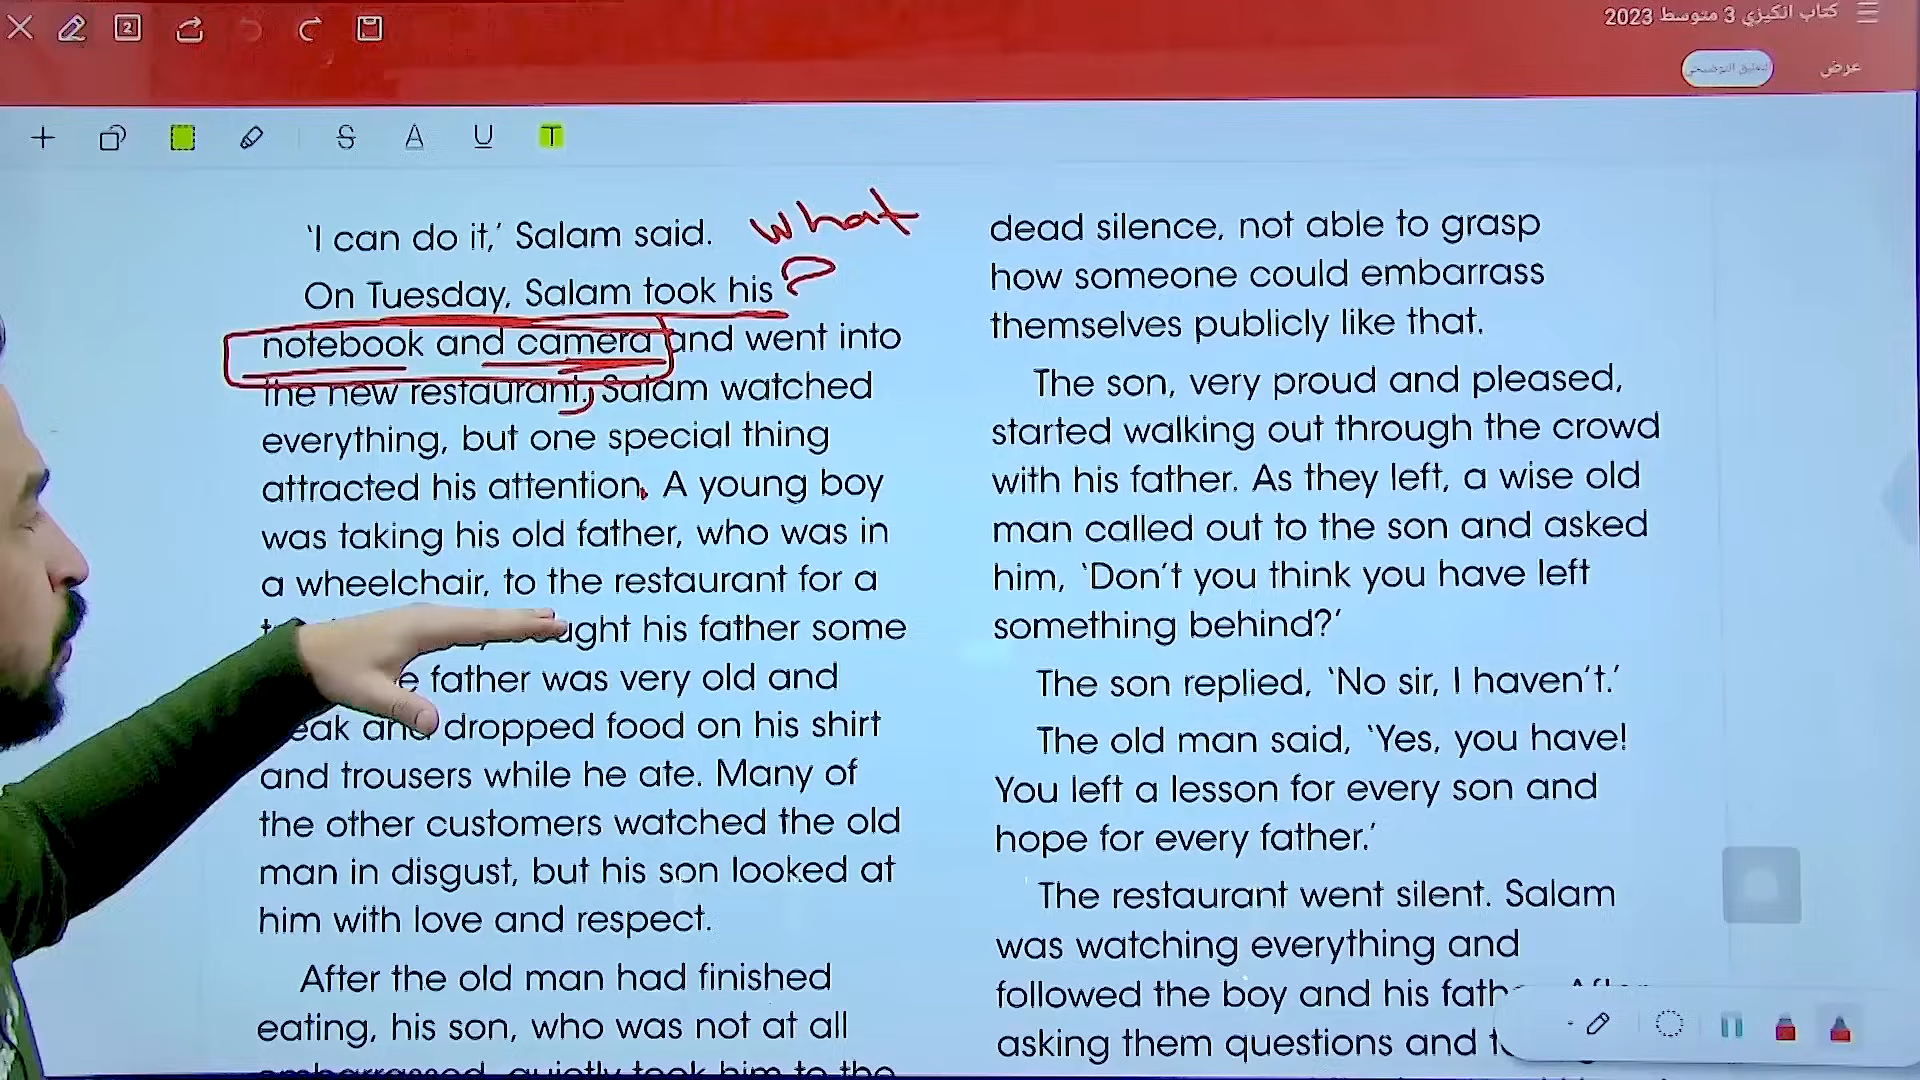 كتاب انكيزي 3 متوسط 2023
عرض
2
S A U T
'I can do it,' Salam said.
what
?
On Tuesday, Salam took his
notebook and camera and went into
the new restaurant. Salam watched
everything, but one special thing
attracted his attention. A young boy
was taking his old father, who was in
a wheelchair, to the restaurant for a
his father some
father was very old and
and dropped food on his shirt
and trousers while he ate. Many of
the other customers watched the old
man in disgust, but his son looked at
him with love and respect.
After the old man had finished
eating, his son, who was not at all
embarrassed, quietly took him to the
dead silence, not able to grasp
how someone could embarrass
themselves publicly like that.
The son, very proud and pleased,
started walking out through the crowd
with his father. As they left, a wise old
man called out to the son and asked
him, 'Don't you think you have left
something behind?'
The son replied, 'No sir, I haven't.'
The old man said, 'Yes, you have!
You left a lesson for every son and
hope for every father.'
The restaurant went silent. Salam
was watching everything and
followed the boy and his
asking them questions and